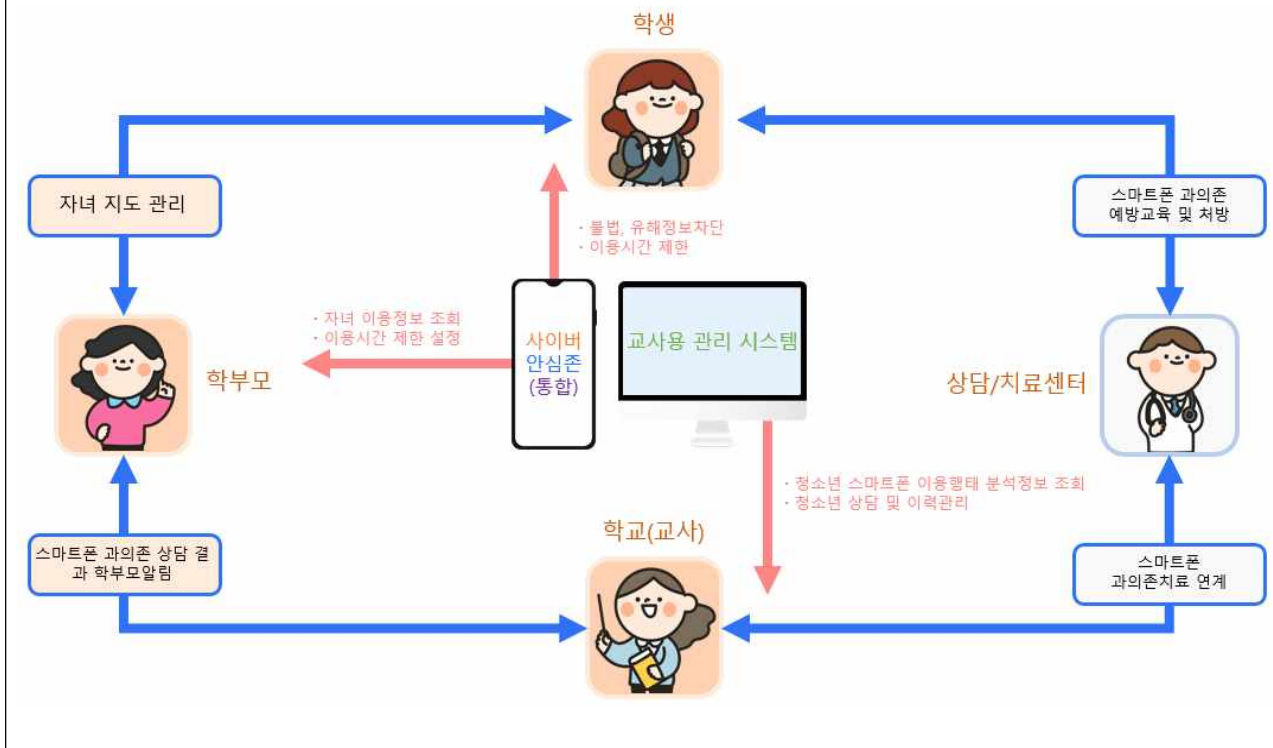 학생
자녀 지도 관리
스마트폰 과의존
예방교육 및 처방
· 불법, 유해정보차단
· 이용시간 제한
· 자녀 이용정보 조회
· 이용시간 제한 설정
사이버
안심존
(통합)
교사용 관리 시스템
학부모
상담/치료센터
· 청소년 스마트폰 이용행태 분석정보 조회
· 청소년 상담 및 이력관리
학교(교사)
스마트폰 과의존 상담 결
과 학부모알림
스마트폰
과의존치료 연계